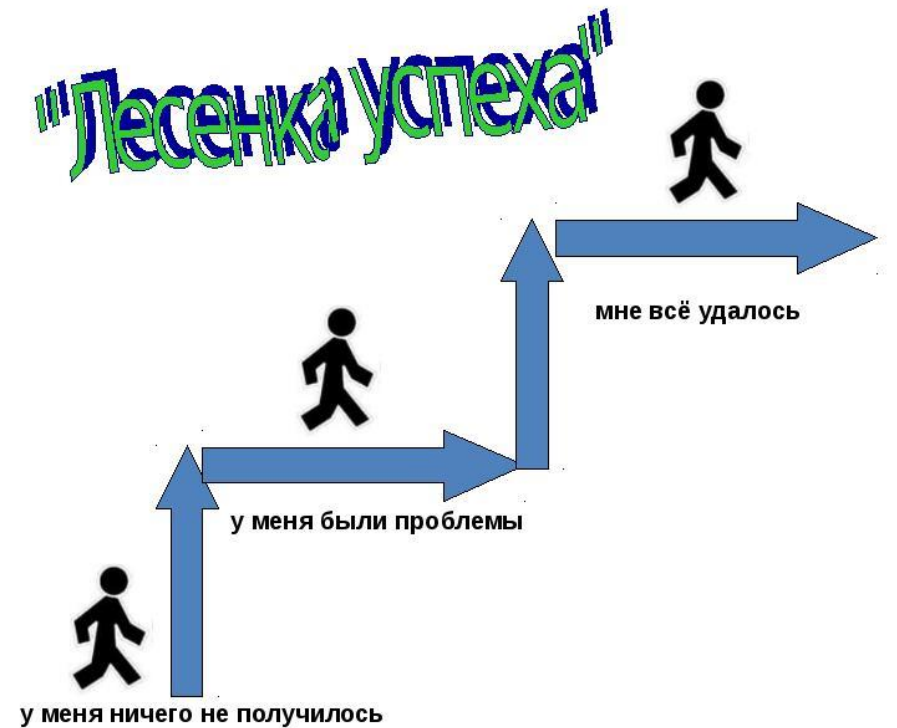 "Лесенка успеха"
мне всё удалось
у меня были проблемы
у меня ничего не получилось